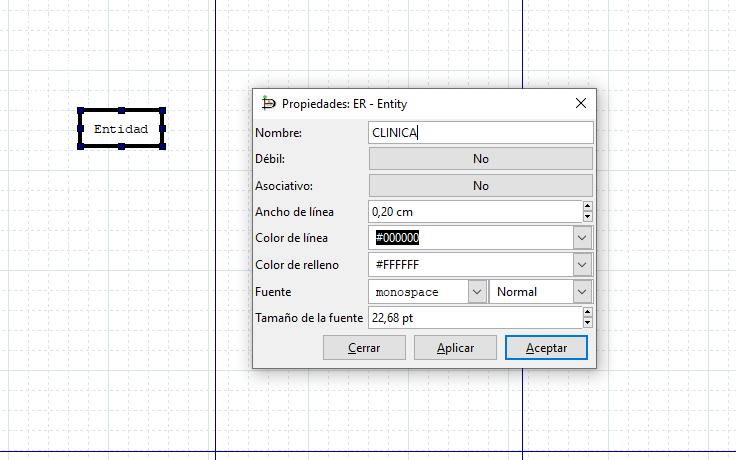 Entidad
Propiedades: ER - Entity
Nombre: CLINICA
Débil: No
Asociativo: No
Ancho de línea 0,20 cm
Color de línea #000000
Color de relleno #FFFFFF
Fuente monospace Normal
Tamaño de la fuente 22,68 pt
Cerrar Aplicar Aceptar